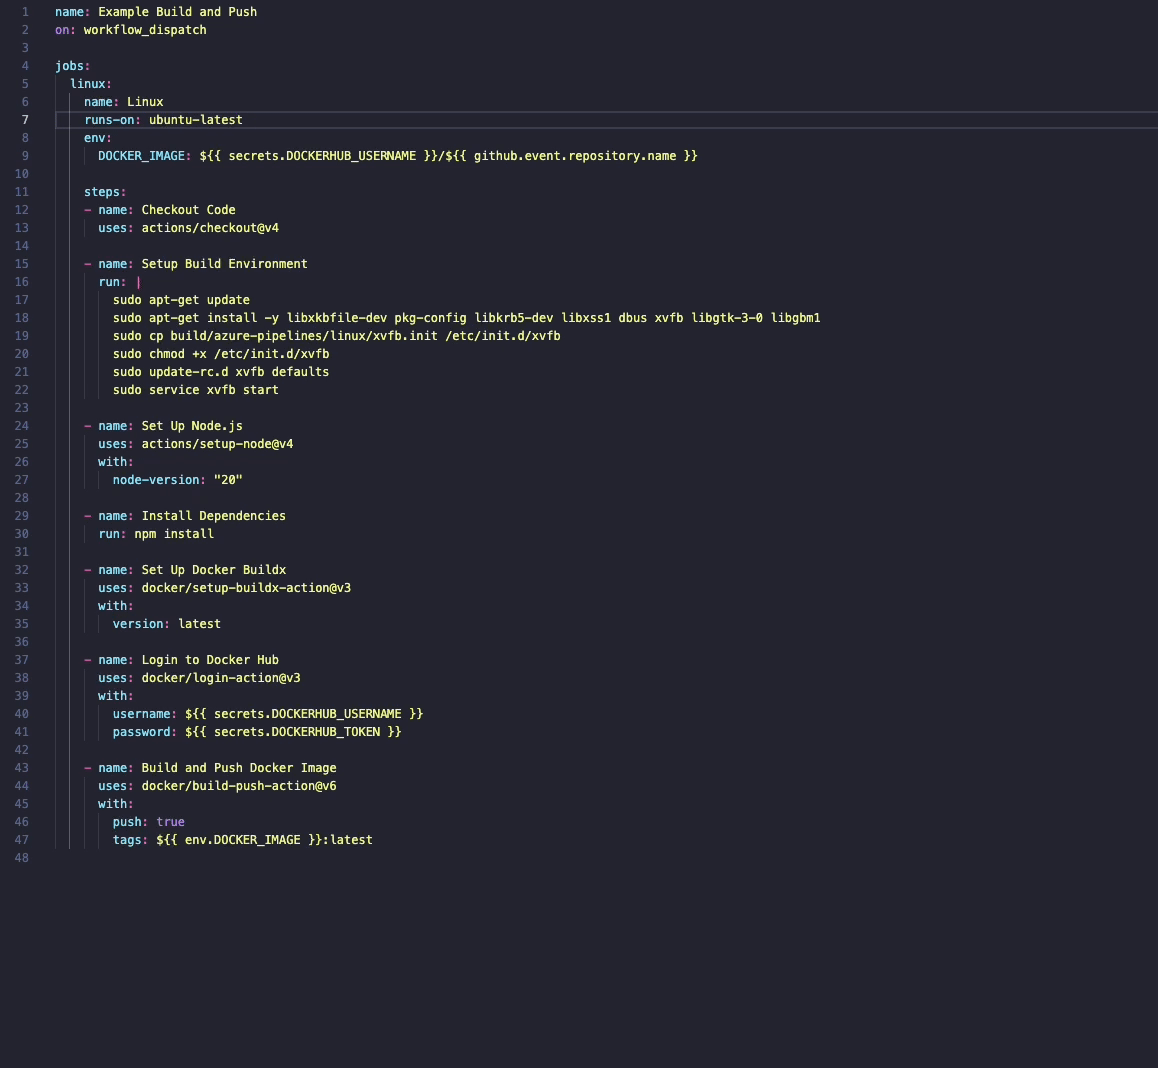 1 name: Example Build and Push
2 on: workflow_dispatch
3
4 jobs:
5   linux:
6     name: Linux
7     runs-on: ubuntu-latest
8     env:
9       DOCKER_IMAGE: ${{ secrets.DOCKERHUB_USERNAME }}/${{ github.event.repository.name }}
10
11     steps:
12     - name: Checkout Code
13       uses: actions/checkout@v4
14
15     - name: Setup Build Environment
16       run: |
17         sudo apt-get update
18         sudo apt-get install -y libxkbfile-dev pkg-config libkrb5-dev libxss1 dbus xvfb libgtk-3-0 libgbm1
19         sudo cp build/azure-pipelines/linux/xvfb.init /etc/init.d/xvfb
20         sudo chmod +x /etc/init.d/xvfb
21         sudo update-rc.d xvfb defaults
22         sudo service xvfb start
23
24     - name: Set Up Node.js
25       uses: actions/setup-node@v4
26       with:
27         node-version: "20"
28
29     - name: Install Dependencies
30       run: npm install
31
32     - name: Set Up Docker Buildx
33       uses: docker/setup-buildx-action@v3
34       with:
35         version: latest
36
37     - name: Login to Docker Hub
38       uses: docker/login-action@v3
39       with:
40         username: ${{ secrets.DOCKERHUB_USERNAME }}
41         password: ${{ secrets.DOCKERHUB_TOKEN }}
42
43     - name: Build and Push Docker Image
44       uses: docker/build-push-action@v6
45       with:
46         push: true
47         tags: ${{ env.DOCKER_IMAGE }}:latest
48